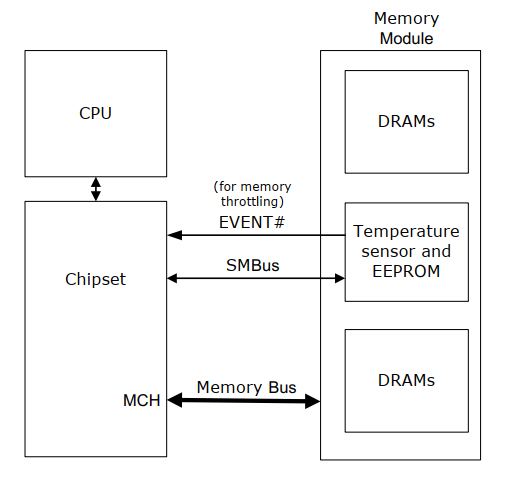 Memory
Module
CPU
DRAMs
(for memory
throttling)
EVENT#
Temperature
sensor and
EEPROM
SMBus
Chipset
Memory Bus
MCH
DRAMs